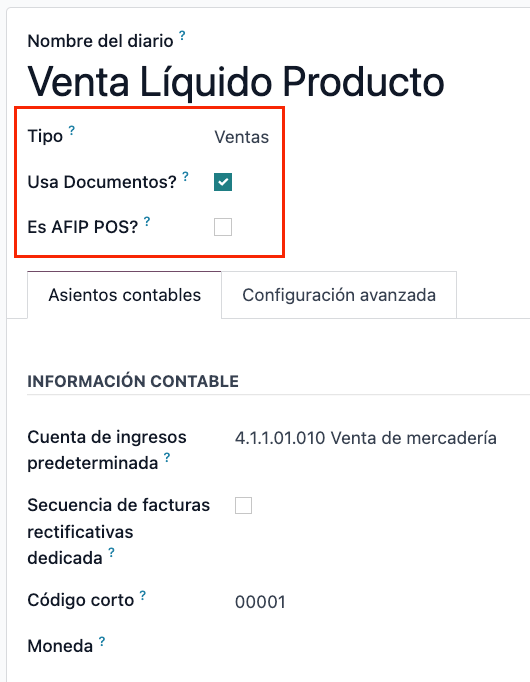 Nombre del diario ?
Venta Líquido Producto
Tipo ? Ventas
Usa Documentos? ?
Es AFIP POS? ?
Asientos contables Configuración avanzada
INFORMACIÓN CONTABLE
Cuenta de ingresos 4.1.1.01.010 Venta de mercadería
predeterminada ?
Secuencia de facturas
rectificativas
dedicada ?
Código corto ? 00001
Moneda ?